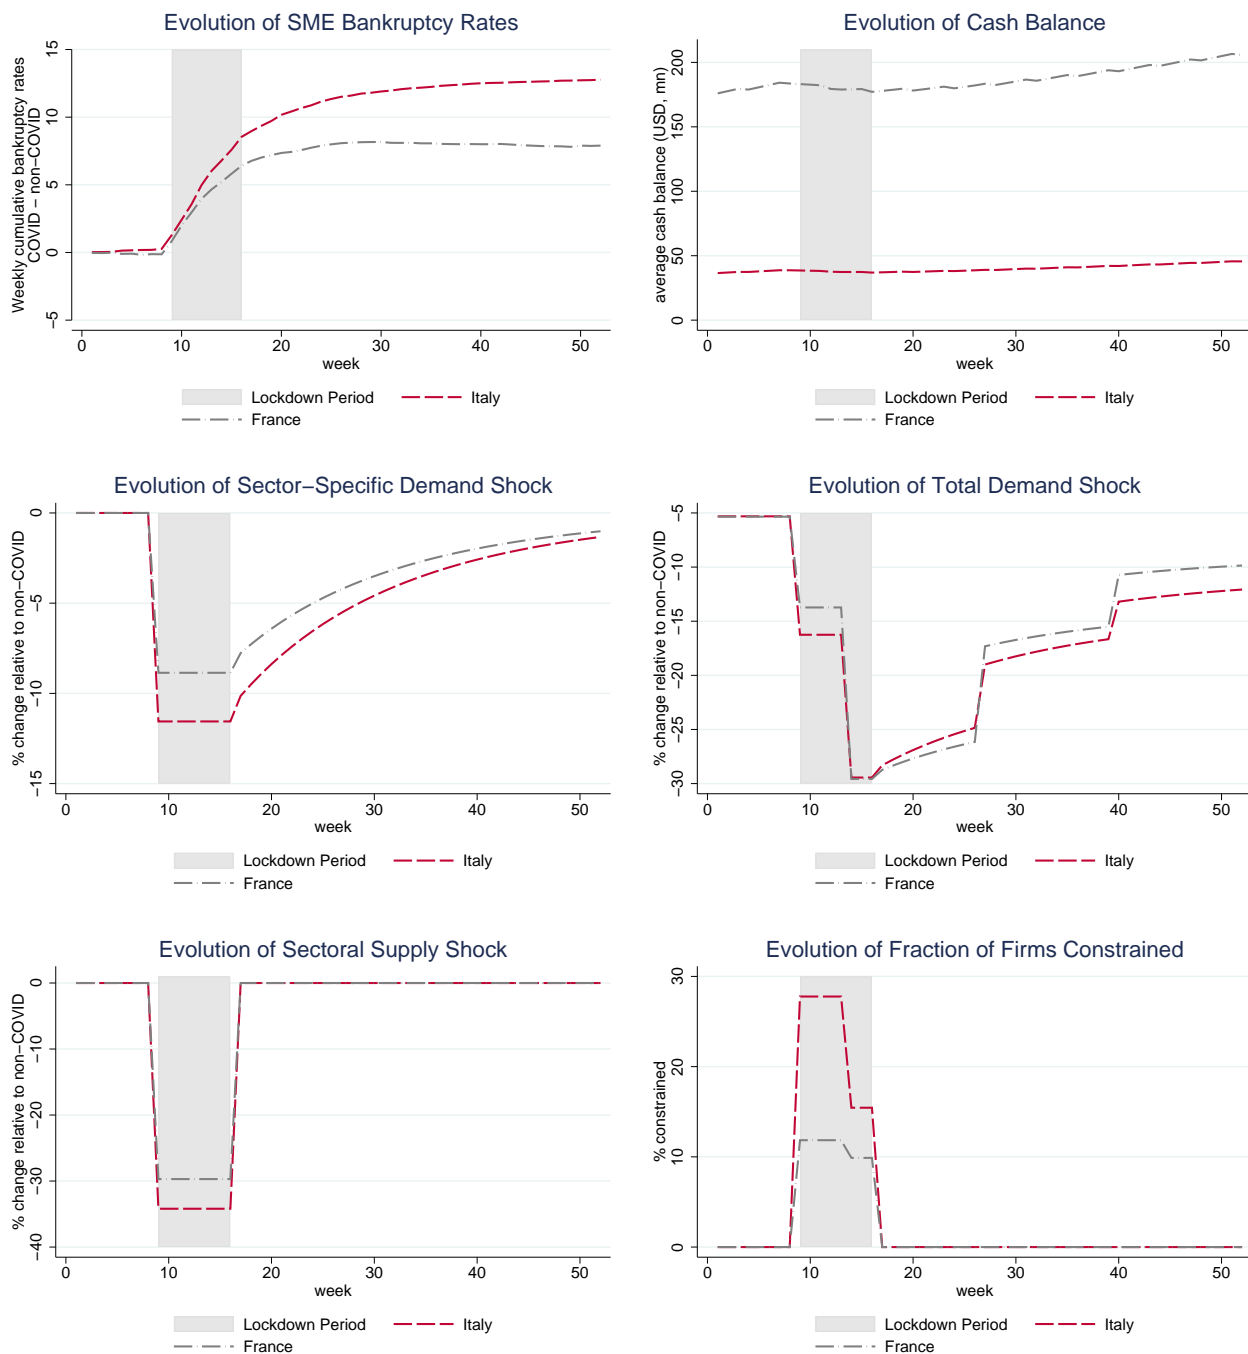 Evolution of SME Bankruptcy Rates
Weekly cumulative bankruptcy rates
COVID − non−COVID
15
10
5
0
−5
0 10 20 30 40 50
week
Lockdown Period Italy
France
Evolution of Cash Balance
average cash balance (USD, mn)
200
150
100
50
0
0 10 20 30 40 50
week
Lockdown Period Italy
France
Evolution of Sector−Specific Demand Shock
% change relative to non−COVID
0
−5
−10
−15
0 10 20 30 40 50
week
Lockdown Period Italy
France
Evolution of Total Demand Shock
% change relative to non−COVID
−5
−10
−15
−20
−25
−30
0 10 20 30 40 50
week
Lockdown Period Italy
France
Evolution of Sectoral Supply Shock
% change relative to non−COVID
0
−10
−20
−30
−40
0 10 20 30 40 50
week
Lockdown Period Italy
France
Evolution of Fraction of Firms Constrained
% constrained
30
20
10
0
0 10 20 30 40 50
week
Lockdown Period Italy
France